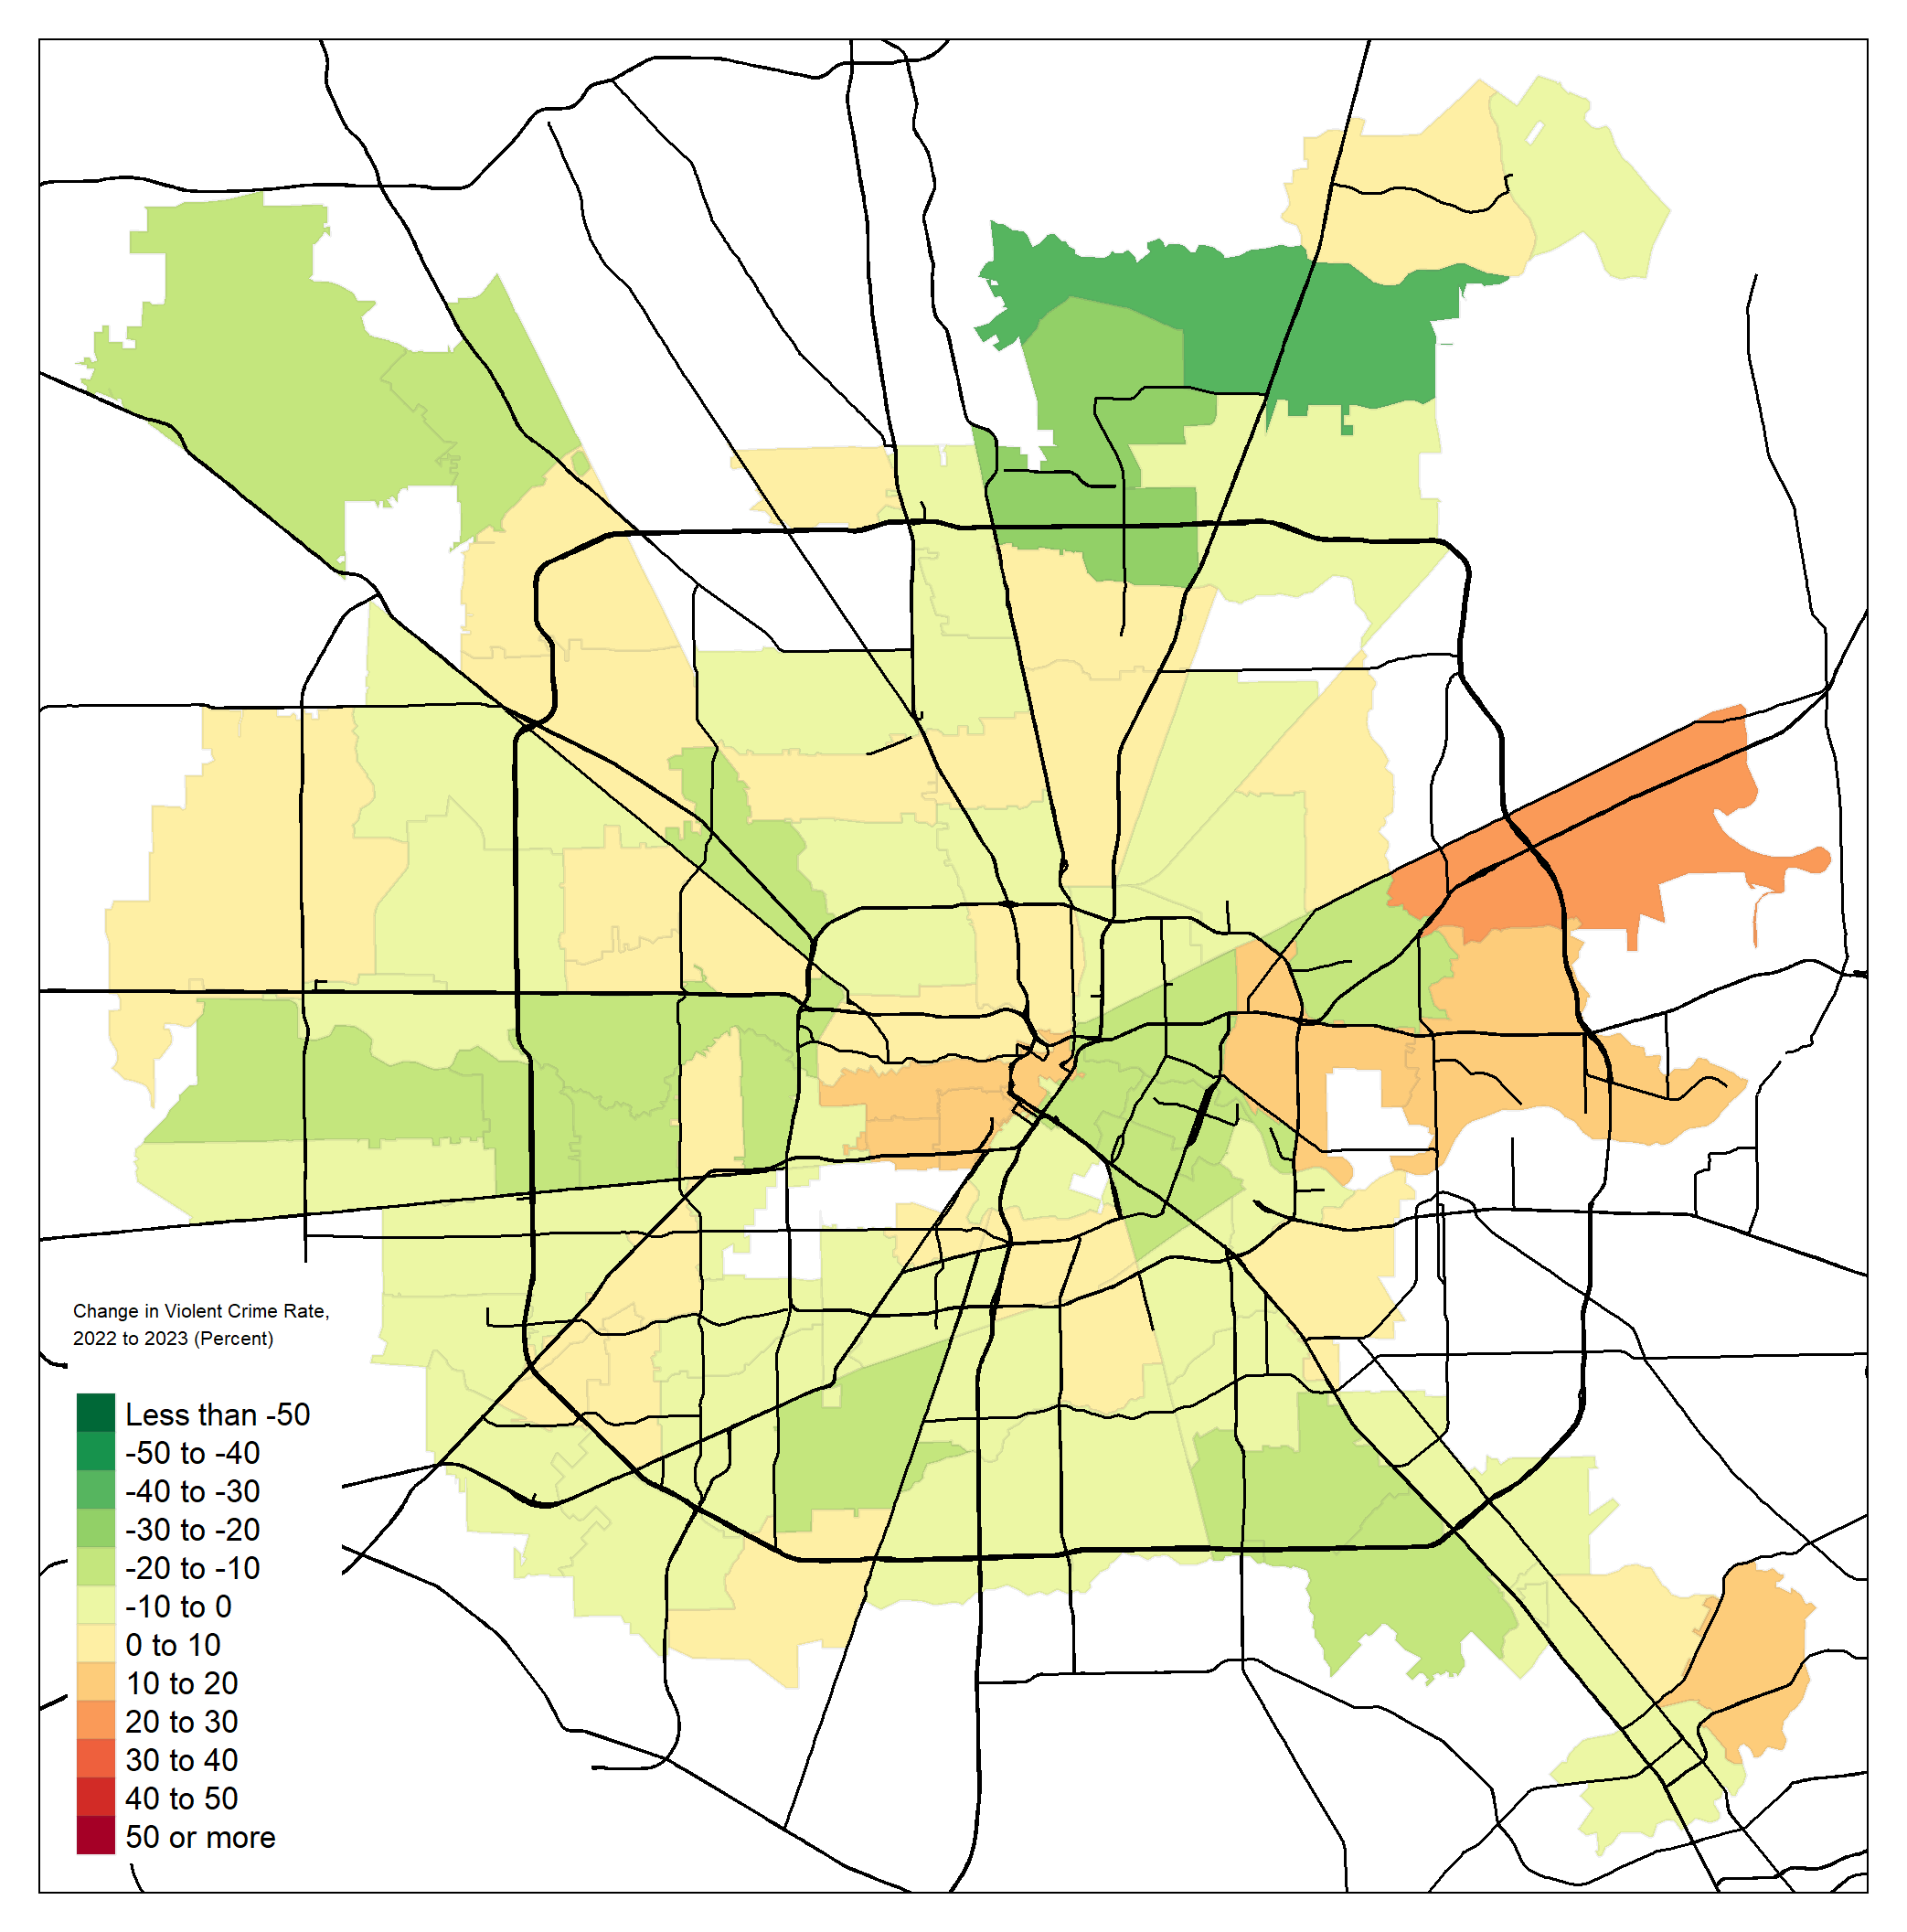 Change in Violent Crime Rate,
2022 to 2023 (Percent)
Less than -50
-50 to -40
-40 to -30
-30 to -20
-20 to -10
-10 to 0
0 to 10
10 to 20
20 to 30
30 to 40
40 to 50
50 or more